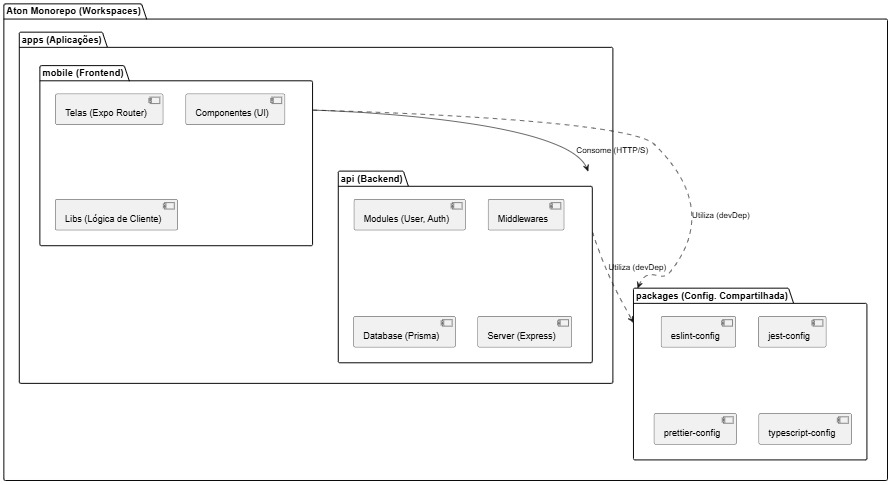 Aton Monorepo (Workspaces)
apps (Aplicações)
mobile (Frontend)
Telas (Expo Router)
Componentes (UI)
Libs (Lógica de Cliente)
Consome (HTTP/S)
api (Backend)
Modules (User, Auth)
Middlewares
Database (Prisma)
Server (Express)
Utiliza (devDep)
Utiliza (devDep)
packages (Config. Compartilhada)
eslint-config
jest-config
prettier-config
typescript-config